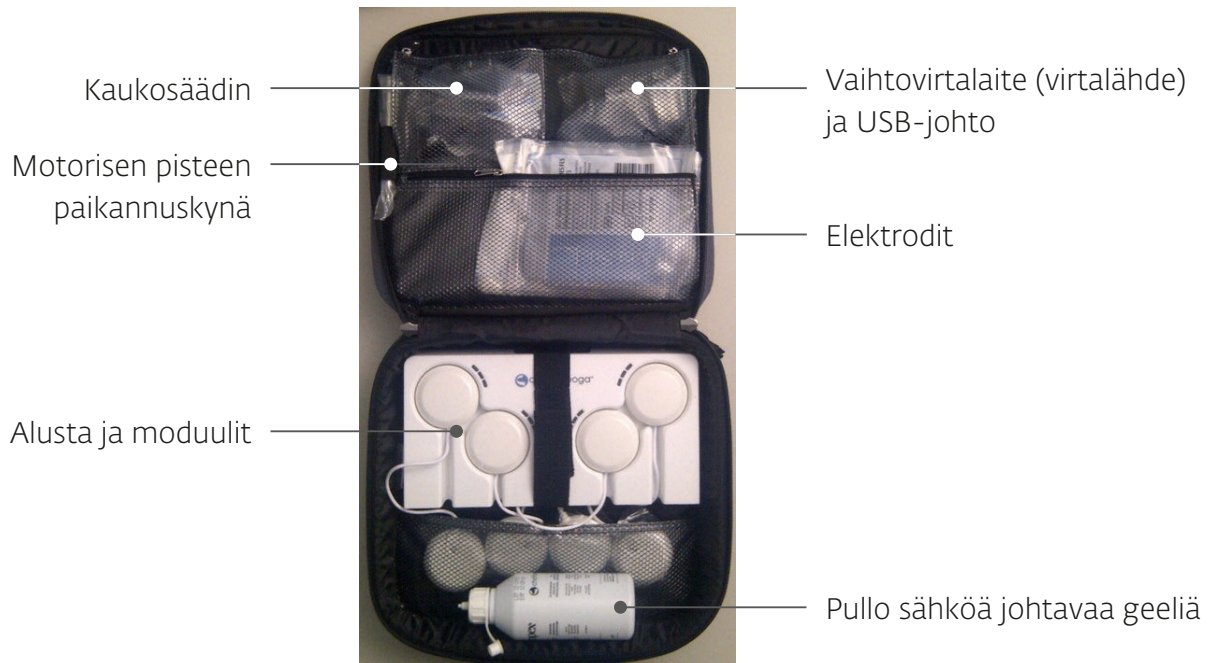 Kaukosäädin
Motorisen pisteen
paikannuskynä
Alusta ja moduulit
Vaihtovirtalaite (virtalähde)
ja USB-johto
Elektrodit
Pullo sähköä johtavaa geeliä